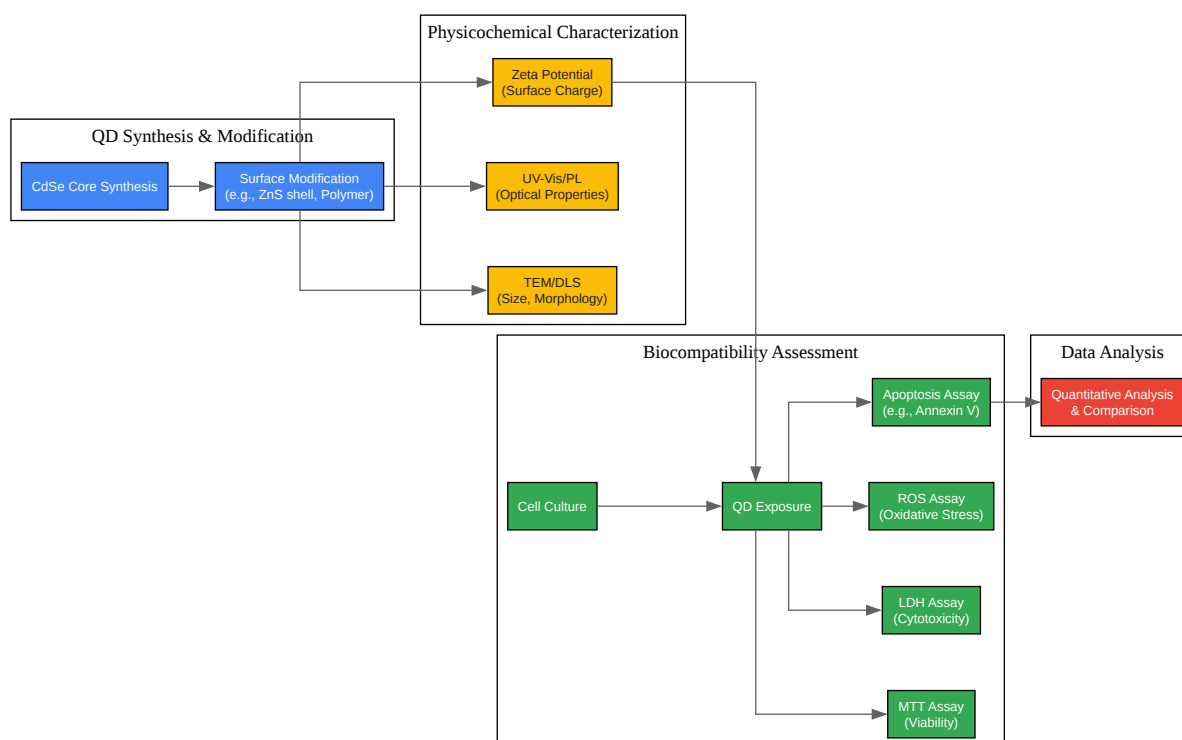 Physicochemical Characterization
Zeta Potential
(Surface Charge)
QD Synthesis & Modification
CdSe Core Synthesis
Surface Modification
(e.g., ZnS shell, Polymer)
UV-Vis/PL
(Optical Properties)
TEM/DLS
(Size, Morphology)
Biocompatibility Assessment
Data Analysis
Apoptosis Assay
(e.g., Annexin V)
Quantitative Analysis
& Comparison
Cell Culture
QD Exposure
ROS Assay
(Oxidative Stress)
LDH Assay
(Cytotoxicity)
MTT Assay
(Viability)